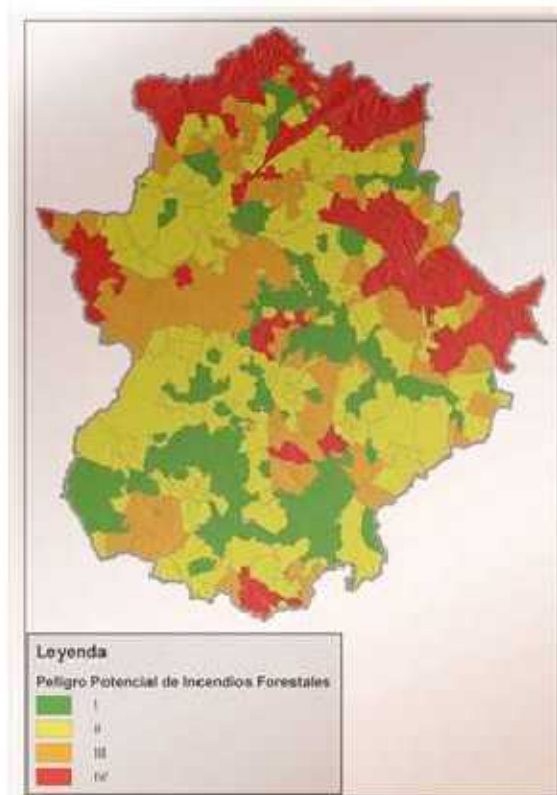 Leyenda
Peligro Potencial de Incendios Forestales
I
II
III
IV